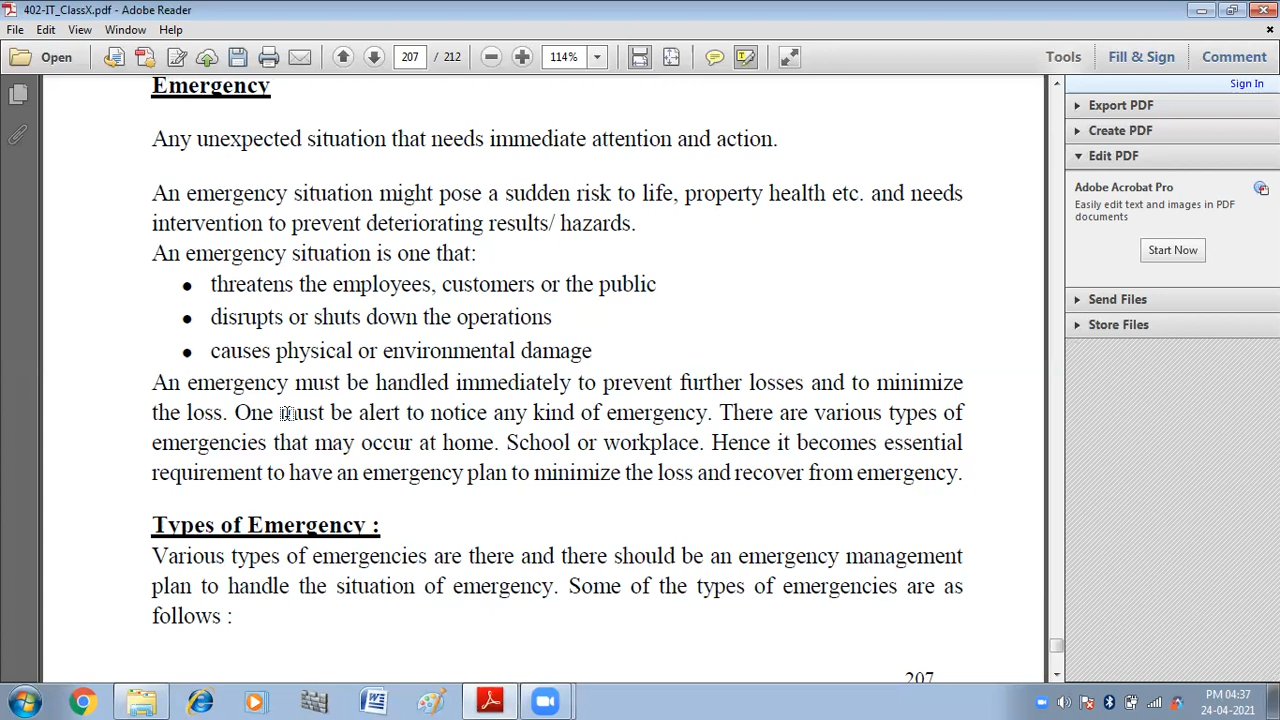 402-IT_ClassX.pdf - Adobe Reader
File Edit View Window Help
Open 207 / 212 114% Tools Fill & Sign Comment
Sign In
Emergency
Any unexpected situation that needs immediate attention and action.
An emergency situation might pose a sudden risk to life, property health etc. and needs
intervention to prevent deteriorating results/ hazards.
An emergency situation is one that:
● threatens the employees, customers or the public
● disrupts or shuts down the operations
● causes physical or environmental damage
An emergency must be handled immediately to prevent further losses and to minimize
the loss. One must be alert to notice any kind of emergency. There are various types of
emergencies that may occur at home. School or workplace. Hence it becomes essential
requirement to have an emergency plan to minimize the loss and recover from emergency.
Types of Emergency :
Various types of emergencies are there and there should be an emergency management
plan to handle the situation of emergency. Some of the types of emergencies are as
follows :
207
Export PDF
Create PDF
Edit PDF
Adobe Acrobat Pro
Easily edit text and images in PDF
documents
Start Now
Send Files
Store Files
PM 04:37
24-04-2021